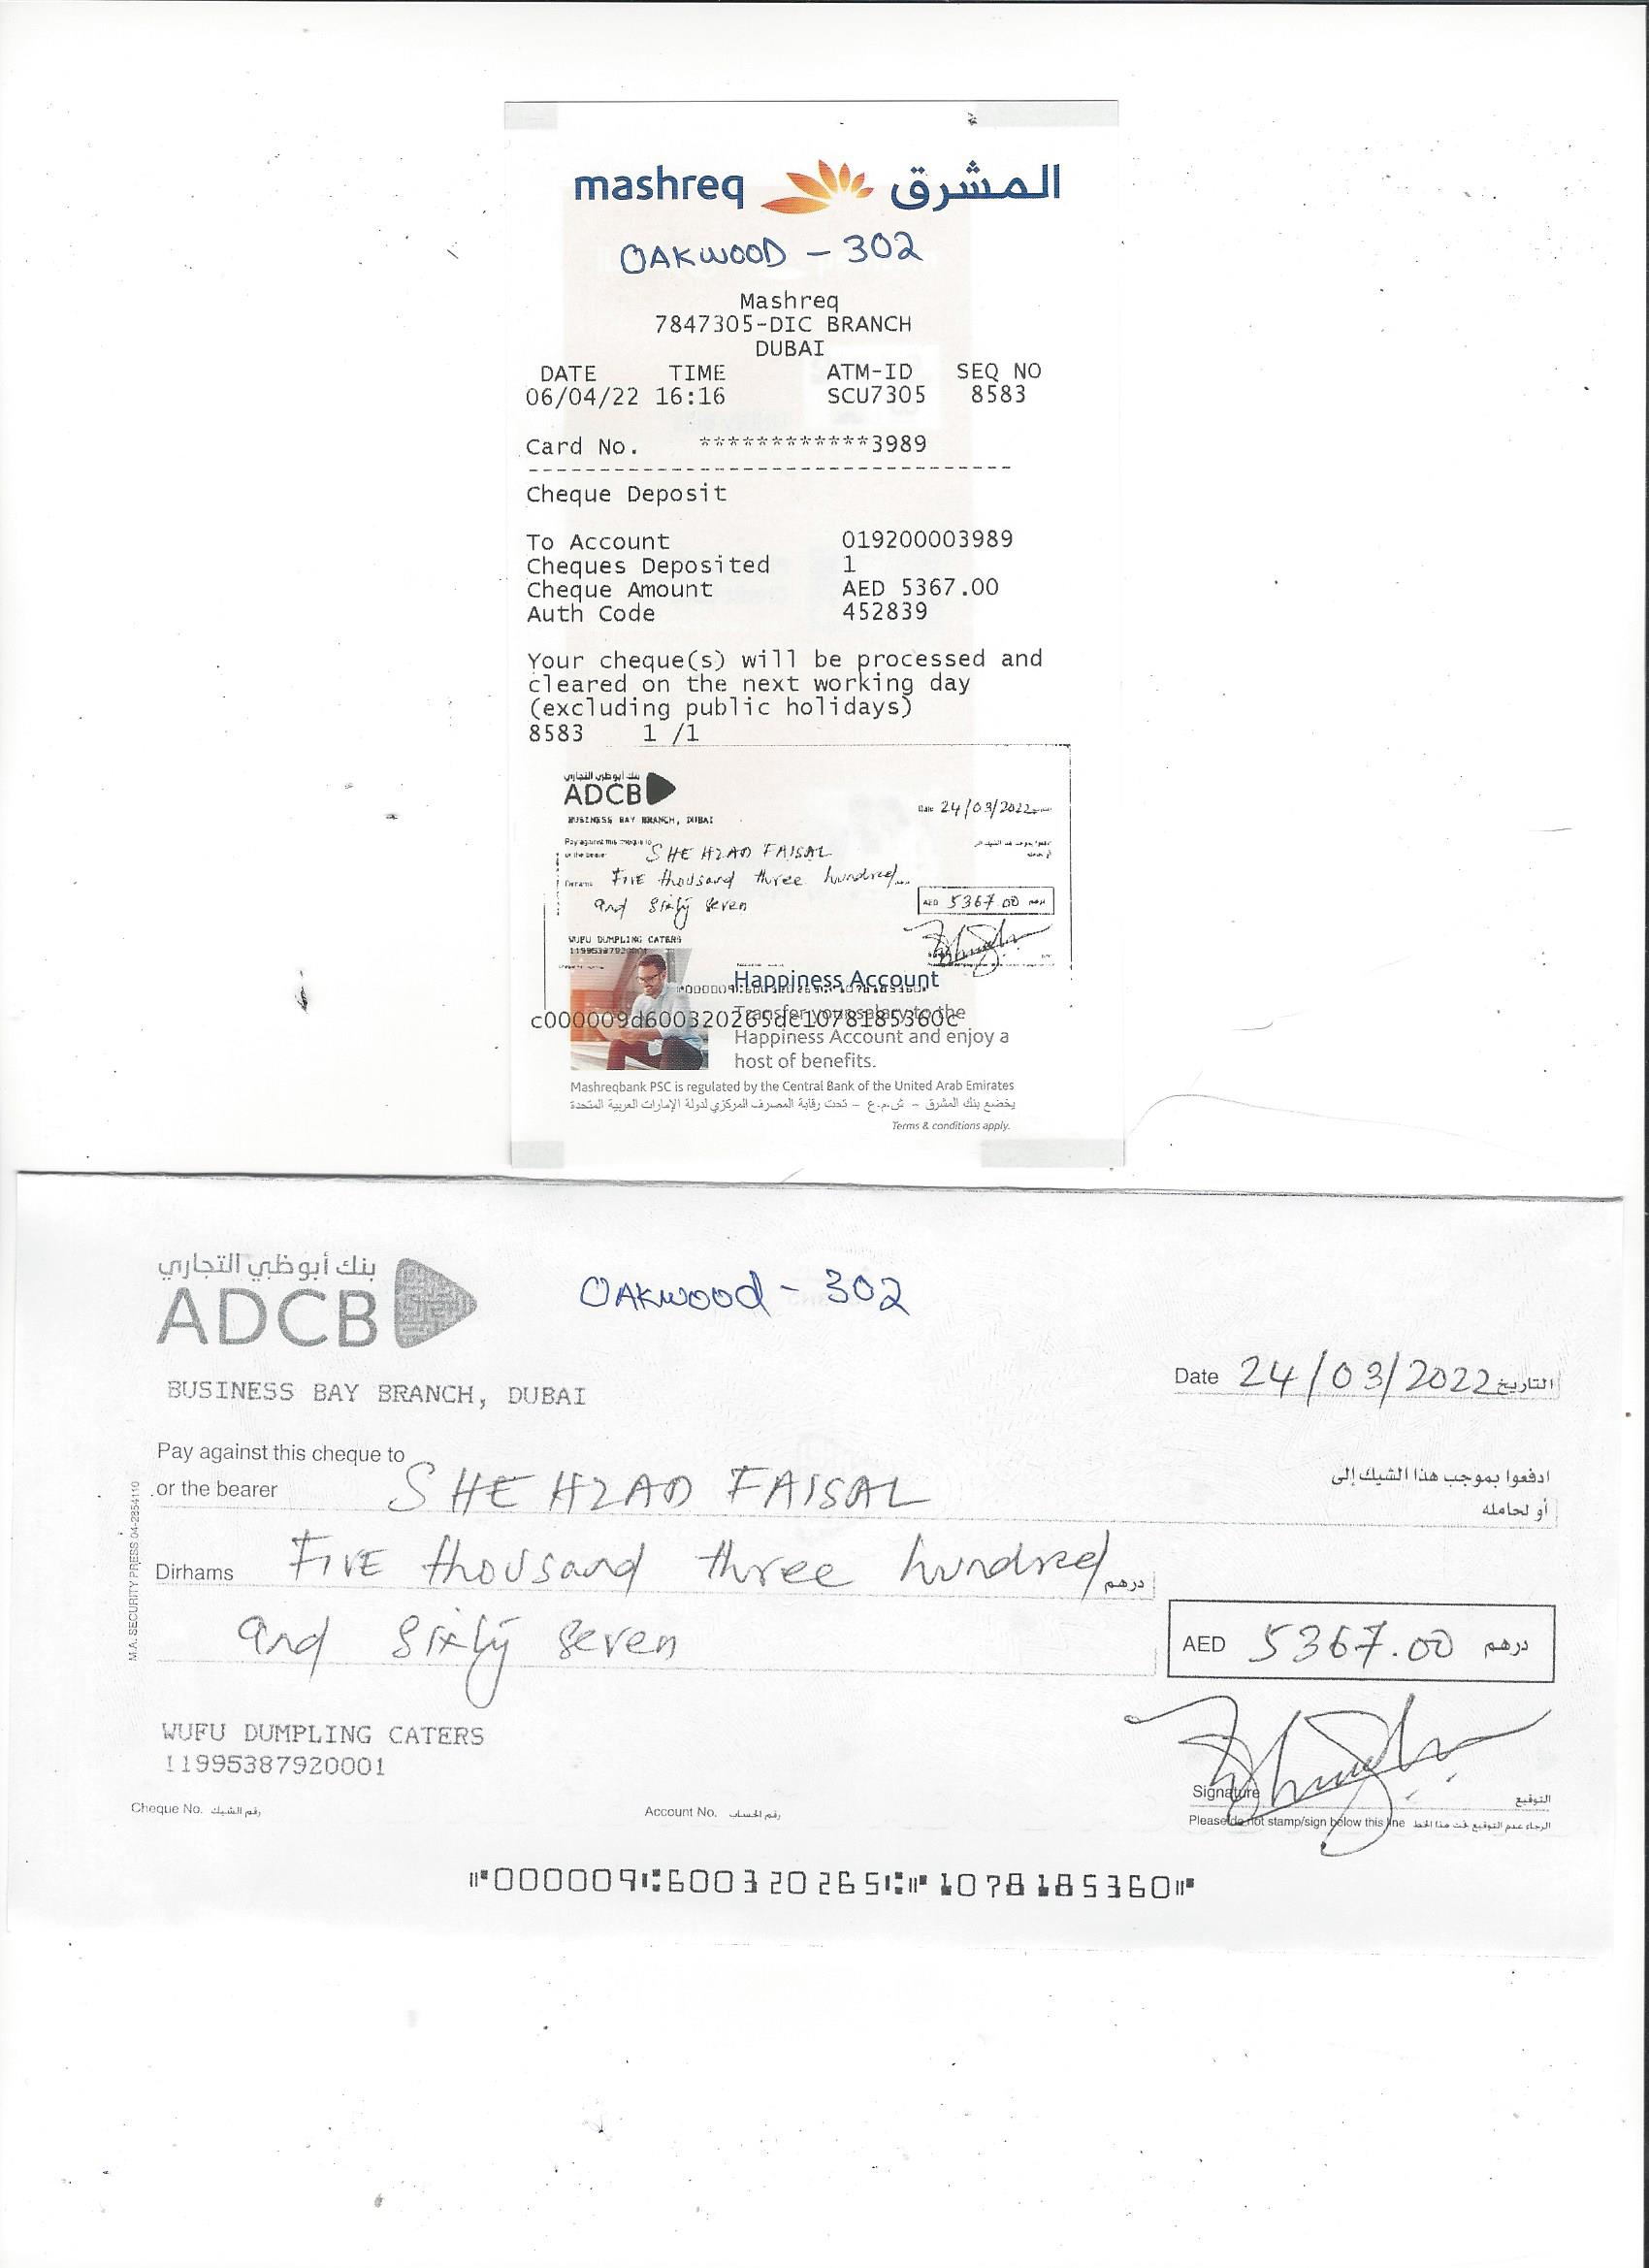 mashreq المشرق
OAKWOOD - 302
Mashreq
7847305-DIC BRANCH
DUBAI
DATE TIME ATM-ID SEQ NO
06/04/22 16:16 SCU7305 8583
Card No. ************3989
Cheque Deposit
To Account 019200003989
Cheques Deposited 1
Cheque Amount AED 5367.00
Auth Code 452839
Your cheque(s) will be processed and
cleared on the next working day
(excluding public holidays)
8583 1 /1
بنك أبوظبي التجاري
ADCB
Date 24/03/2022
BUSINESS BAY BRANCH, DUBAI
Pay against this cheque to
or the bearer SHEHZAD FAISAL
Dirhams FIVE thousand three hundred
and sixty seven
AED 5367.00 درهم
WUFU DUMPLING CATERS
11995387920001
Happiness Account
c000009d600320265dc1078185360c
Transfer your salary to the
Happiness Account and enjoy a
host of benefits.
Mashreqbank PSC is regulated by the Central Bank of the United Arab Emirates
يخضع بنك المشرق - ش.م.ع - تحت رقابة المصرف المركزي لدولة الإمارات العربية المتحدة
Terms & conditions apply.
بنك أبوظبي التجاري
ADCB
OAKWOOD - 302
BUSINESS BAY BRANCH, DUBAI
Date 24/03/2022 التاريخ
Pay against this cheque to ادفعوا بموجب هذا الشيك إلى
or the bearer SHEHZAD FAISAL أو لحامله
Dirhams FIVE thousand three hundred درهم
and sixty seven
AED 5367.00 درهم
M.A. SECURITY PRESS 04-2854110
WUFU DUMPLING CATERS
11995387920001
Signature التوقيع
Cheque No. رقم الشيك Account No. رقم الحساب
Please do not stamp/sign below this line الرجاء عدم التوقيع تحت هذا الخط
⑈000009⑆600320265⑆⑈1078185360⑈